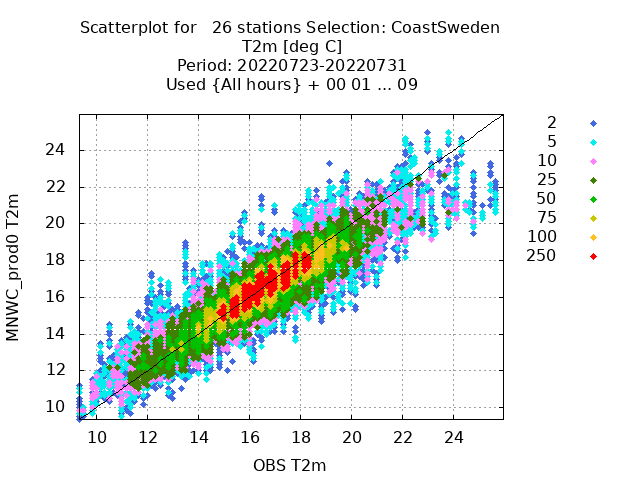 Scatterplot for   26 stations Selection: CoastSweden
T2m [deg C]
Period: 20220723-20220731
Used {All hours} + 00 01 ... 09
2
5
10
25
50
75
100
250
24
22
20
18
16
14
12
10
MNWC_prod0 T2m
10 12 14 16 18 20 22 24
OBS T2m